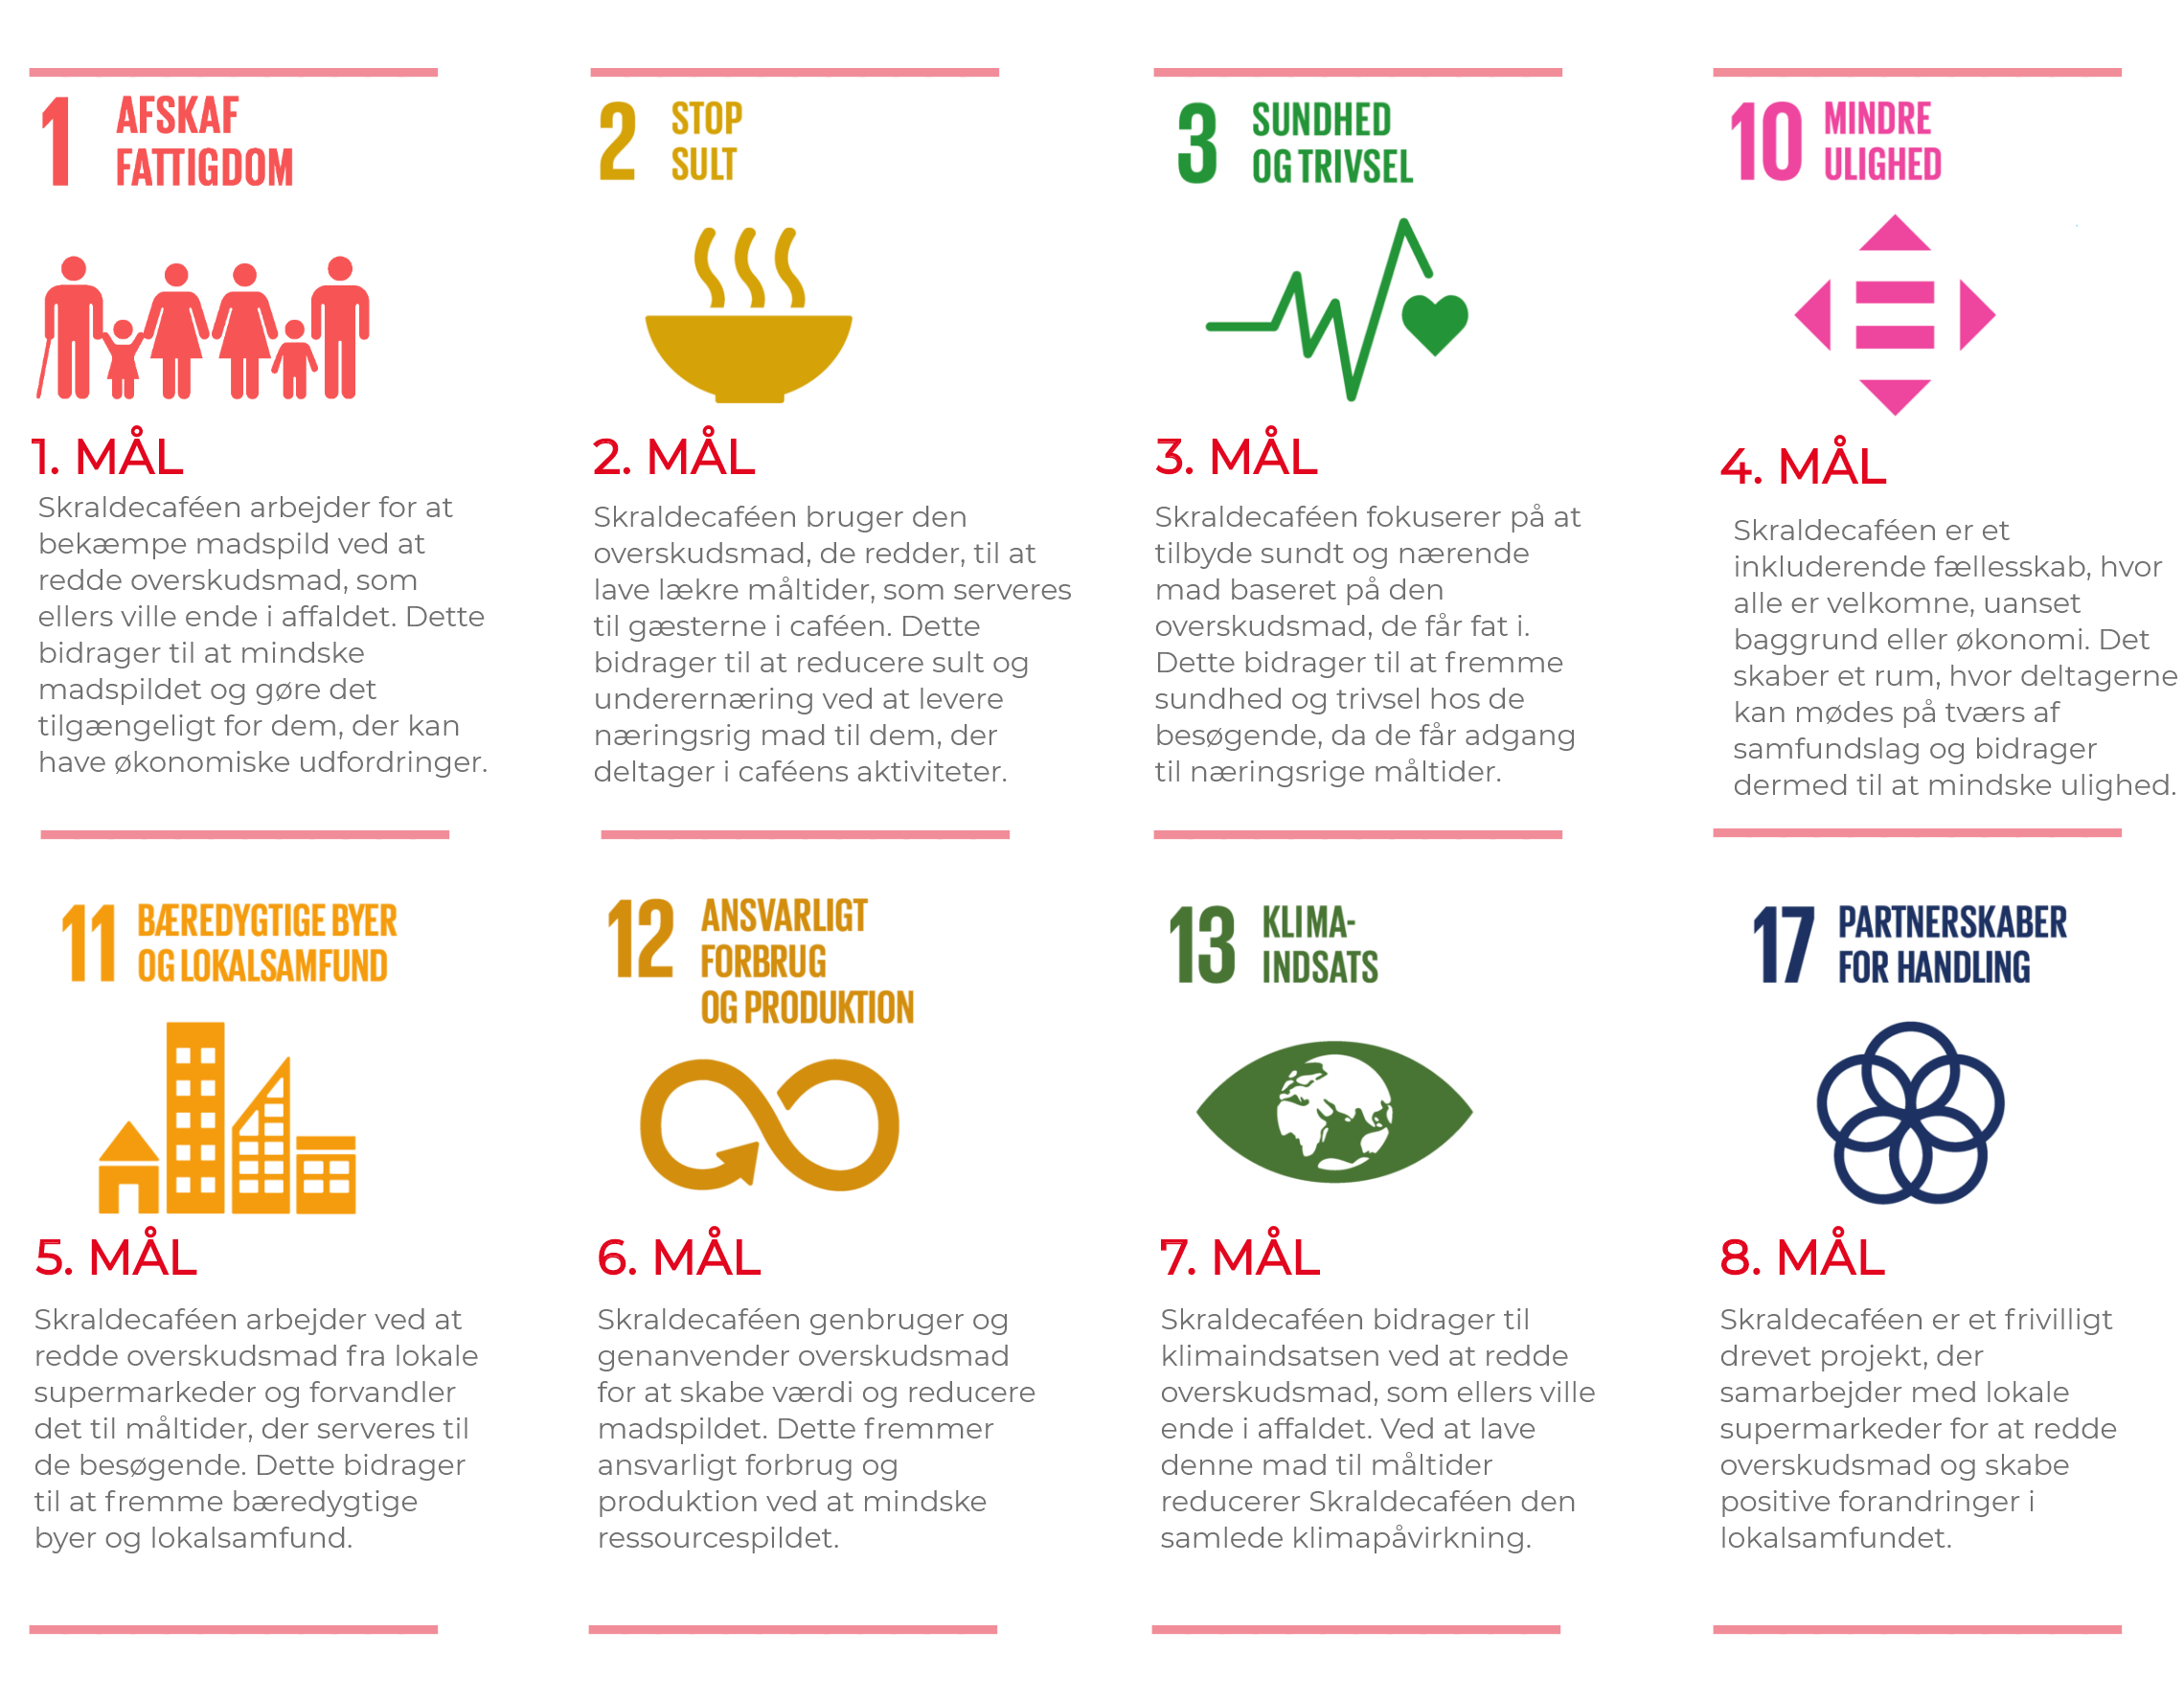 1
AFSKAF
FATTIGDOM
1. MÅL
Skraldecaféen arbejder for at
bekæmpe madspild ved at
redde overskudsmad, som
ellers ville ende i affaldet. Dette
bidrager til at mindske
madspildet og gøre det
tilgængeligt for dem, der kan
have økonomiske udfordringer.
2
STOP
SULT
2. MÅL
Skraldecaféen bruger den
overskudsmad, de redder, til at
lave lækre måltider, som serveres
til gæsterne i caféen. Dette
bidrager til at reducere sult og
underernæring ved at levere
næringsrig mad til dem, der
deltager i caféens aktiviteter.
3
SUNDHED
OG TRIVSEL
3. MÅL
Skraldecaféen fokuserer på at
tilbyde sundt og nærende
mad baseret på den
overskudsmad, de får fat i.
Dette bidrager til at fremme
sundhed og trivsel hos de
besøgende, da de får adgang
til næringsrige måltider.
10
MINDRE
ULIGHED
4. MÅL
Skraldecaféen er et
inkluderende fællesskab, hvor
alle er velkomne, uanset
baggrund eller økonomi. Det
skaber et rum, hvor deltagerne
kan mødes på tværs af
samfundslag og bidrager
dermed til at mindske ulighed.
11
BÆREDYGTIGE BYER
OG LOKALSAMFUND
5. MÅL
Skraldecaféen arbejder ved at
redde overskudsmad fra lokale
supermarkeder og forvandler
det til måltider, der serveres til
de besøgende. Dette bidrager
til at fremme bæredygtige
byer og lokalsamfund.
12
ANSVARLIGT
FORBRUG
OG PRODUKTION
6. MÅL
Skraldecaféen genbruger og
genanvender overskudsmad
for at skabe værdi og reducere
madspildet. Dette fremmer
ansvarligt forbrug og
produktion ved at mindske
ressourcespildet.
13
KLIMA-
INDSATS
7. MÅL
Skraldecaféen bidrager til
klimaindsatsen ved at redde
overskudsmad, som ellers ville
ende i affaldet. Ved at lave
denne mad til måltider
reducerer Skraldecaféen den
samlede klimapåvirkning.
17
PARTNERSKABER
FOR HANDLING
8. MÅL
Skraldecaféen er et frivilligt
drevet projekt, der
samarbejder med lokale
supermarkeder for at redde
overskudsmad og skabe
positive forandringer i
lokalsamfundet.